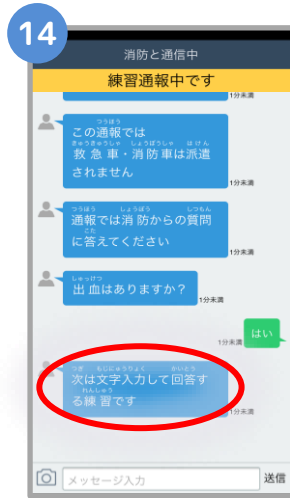 14
消防と通信中
練習通報中です
1分未満
つうほう
この通報では
きゅうきゅうしゃ しょうぼうしゃ はけん
救急車・消防車は派遣
されません
1分未満
つうほう しょうぼう しつもん
通報では消防からの質問
こた
に答えてください
1分未満
しゅっけつ
出血はありますか?
1分未満
はい
1分未満
つぎ もじにゅうりょく かいとう
次は文字入力して回答す
れんしゅう
る練習です
1分未満
メッセージ入力
送信